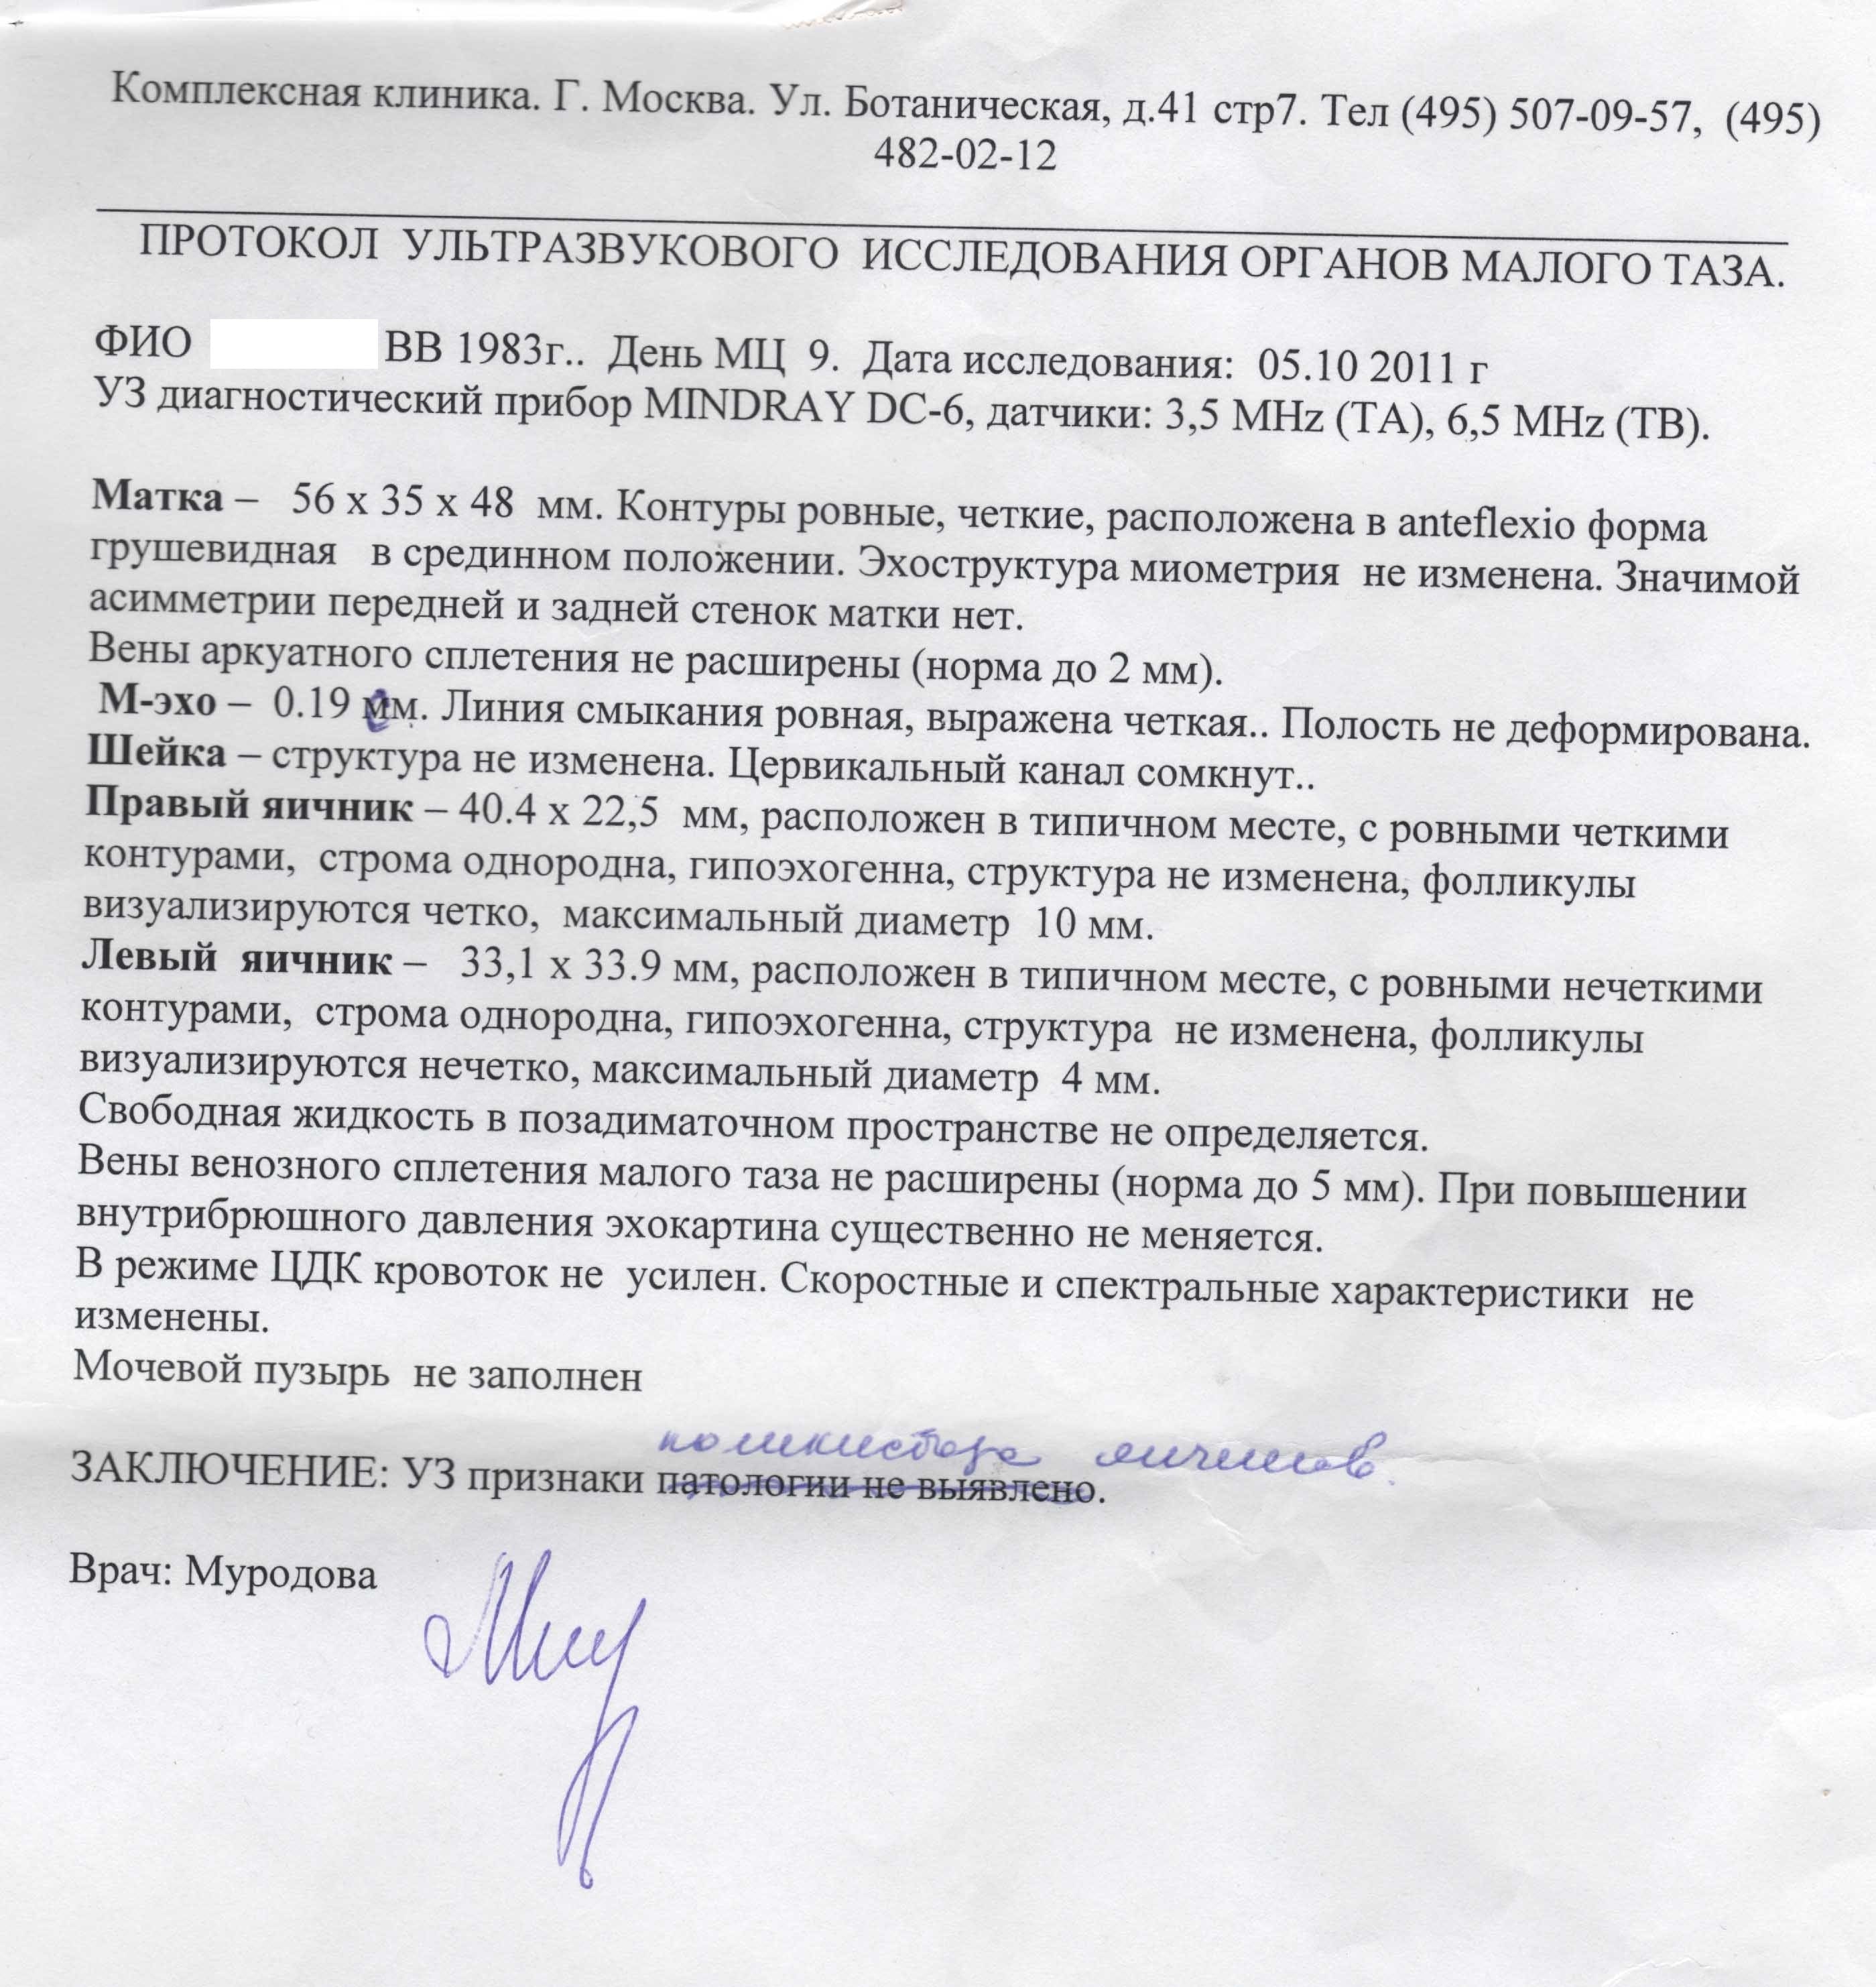 Комплексная клиника. Г. Москва. Ул. Ботаническая, д.41 стр7. Тел (495) 507-09-57, (495)
482-02-12
ПРОТОКОЛ УЛЬТРАЗВУКОВОГО ИССЛЕДОВАНИЯ ОРГАНОВ МАЛОГО ТАЗА.
ФИО ВВ 1983г.. День МЦ 9. Дата исследования: 05.10 2011 г
УЗ диагностический прибор MINDRAY DC-6, датчики: 3,5 MHz (ТА), 6,5 MHz (ТВ).
Матка – 56 х 35 х 48 мм. Контуры ровные, четкие, расположена в anteflexio форма
грушевидная в срединном положении. Эхоструктура миометрия не изменена. Значимой
асимметрии передней и задней стенок матки нет.
Вены аркуатного сплетения не расширены (норма до 2 мм).
М-эхо – 0.19 см. Линия смыкания ровная, выражена четкая.. Полость не деформирована.
Шейка – структура не изменена. Цервикальный канал сомкнут..
Правый яичник – 40.4 х 22,5 мм, расположен в типичном месте, с ровными четкими
контурами, строма однородна, гипоэхогенна, структура не изменена, фолликулы
визуализируются четко, максимальный диаметр 10 мм.
Левый яичник – 33,1 х 33.9 мм, расположен в типичном месте, с ровными нечеткими
контурами, строма однородна, гипоэхогенна, структура не изменена, фолликулы
визуализируются нечетко, максимальный диаметр 4 мм.
Свободная жидкость в позадиматочном пространстве не определяется.
Вены венозного сплетения малого таза не расширены (норма до 5 мм). При повышении
внутрибрюшного давления эхокартина существенно не меняется.
В режиме ЦДК кровоток не усилен. Скоростные и спектральные характеристики не
изменены.
Мочевой пузырь не заполнен
поликистоза яичников.
ЗАКЛЮЧЕНИЕ: УЗ признаки патологии не выявлено.
Врач: Муродова